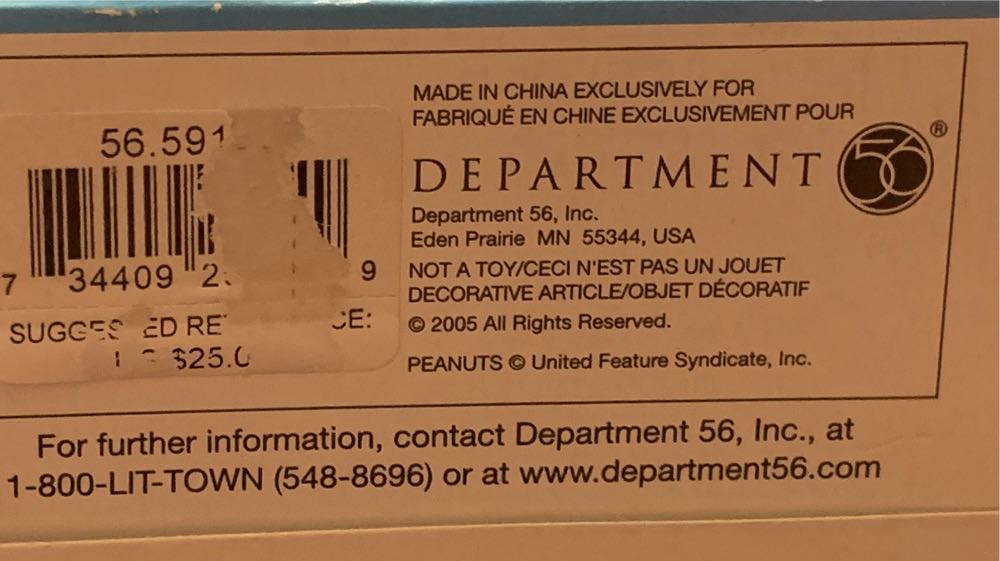 56.591
7 34409 2 9
ED
$25.0
MADE IN CHINA EXCLUSIVELY FOR
FABRIQUÉ EN CHINE EXCLUSIVEMENT POUR
DEPARTMENT 56 ®
Department 56, Inc.
Eden Prairie MN 55344, USA
NOT A TOY/CECI N'EST PAS UN JOUET
DECORATIVE ARTICLE/OBJET DÉCORATIF
© 2005 All Rights Reserved.
PEANUTS © United Feature Syndicate, Inc.
For further information, contact Department 56, Inc., at
1-800-LIT-TOWN (548-8696) or at www.department56.com